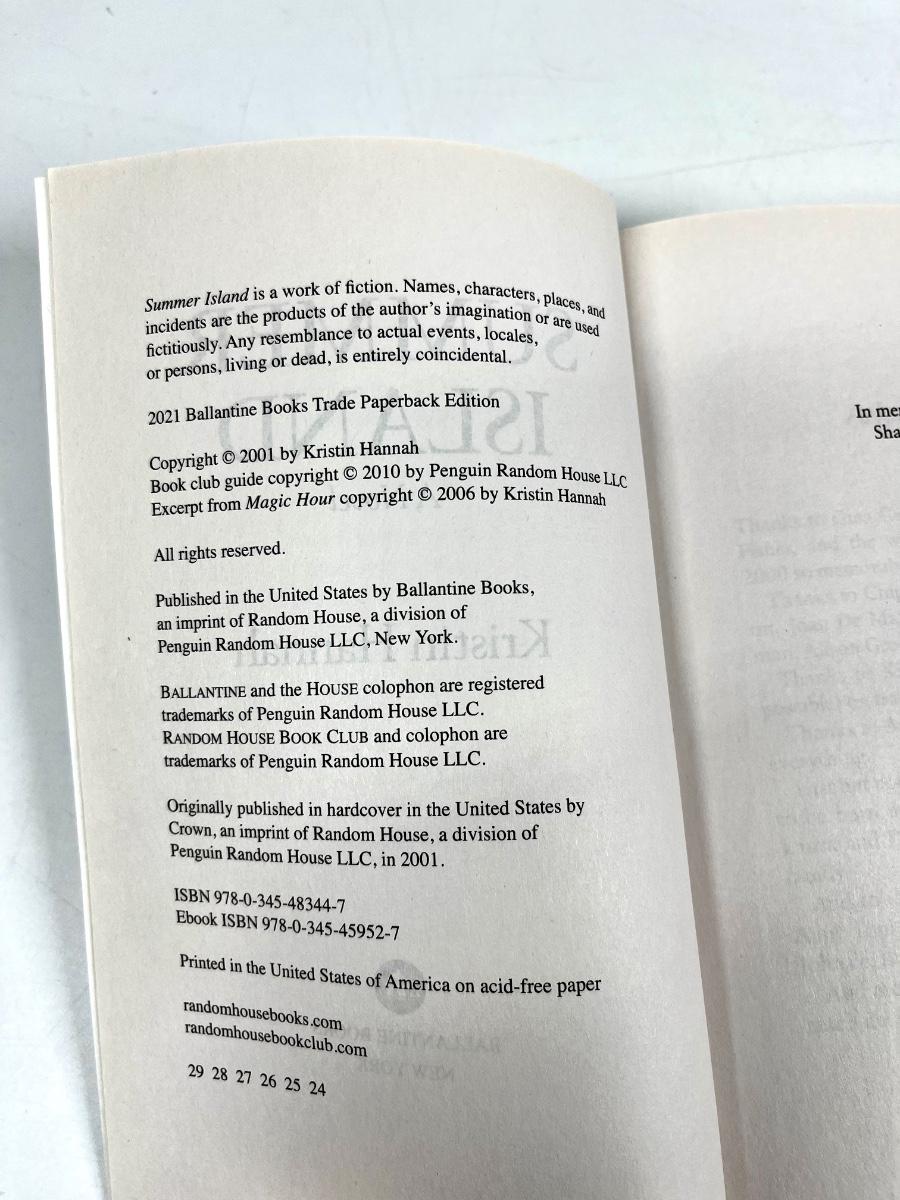 Summer Island is a work of fiction. Names, characters, places, and
incidents are the products of the author's imagination or are used
fictitiously. Any resemblance to actual events, locales,
or persons, living or dead, is entirely coincidental.
2021 Ballantine Books Trade Paperback Edition
Copyright © 2001 by Kristin Hannah
Book club guide copyright © 2010 by Penguin Random House LLC
Excerpt from Magic Hour copyright © 2006 by Kristin Hannah
All rights reserved.
Published in the United States by Ballantine Books,
an imprint of Random House, a division of
Penguin Random House LLC, New York.
BALLANTINE and the HOUSE colophon are registered
trademarks of Penguin Random House LLC.
RANDOM HOUSE BOOK CLUB and colophon are
trademarks of Penguin Random House LLC.
Originally published in hardcover in the United States by
Crown, an imprint of Random House, a division of
Penguin Random House LLC, in 2001.
ISBN 978-0-345-48344-7
Ebook ISBN 978-0-345-45952-7
Printed in the United States of America on acid-free paper
randomhousebooks.com
randomhousebookclub.com
29 28 27 26 25 24
In me
Sha